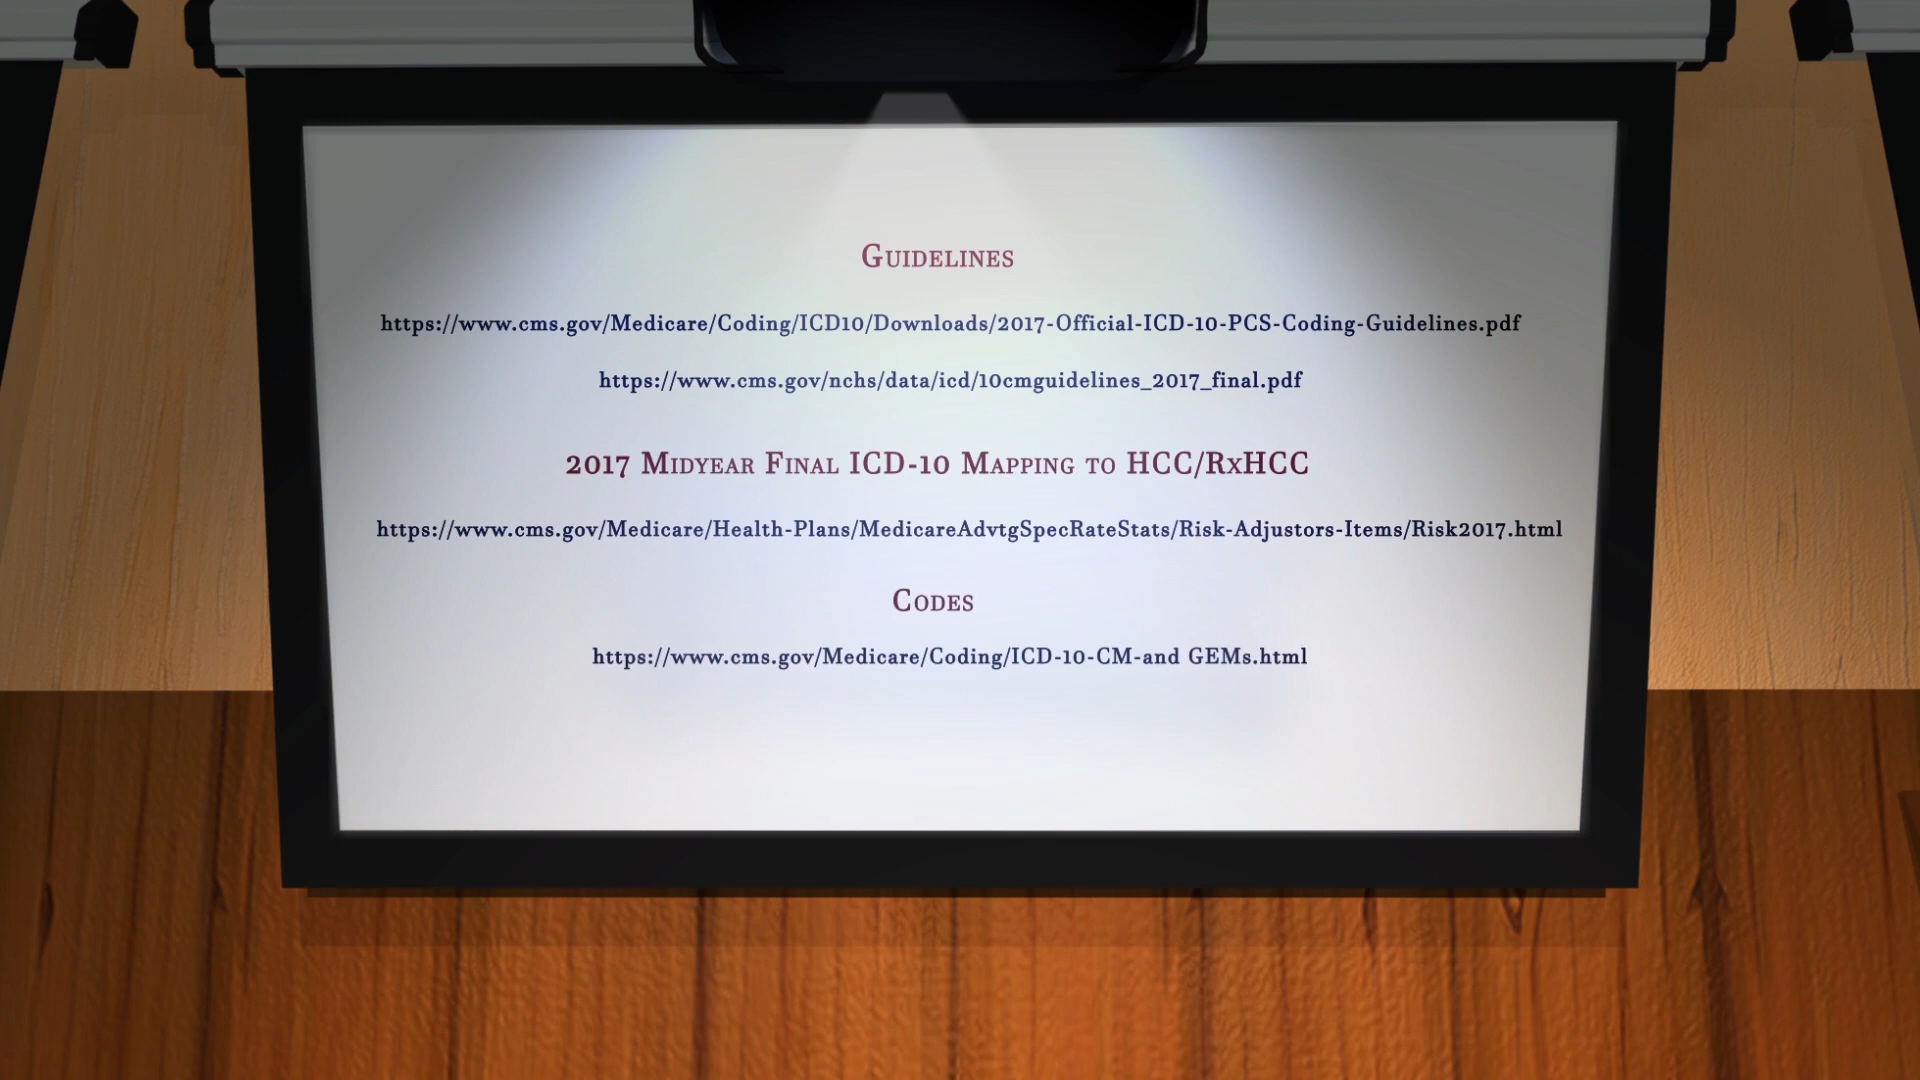 Guidelines
https://www.cms.gov/Medicare/Coding/ICD10/Downloads/2017-Official-ICD-10-PCS-Coding-Guidelines.pdf
https://www.cms.gov/nchs/data/icd/10cmguidelines_2017_final.pdf
2017 Midyear Final ICD-10 Mapping to HCC/RxHCC
https://www.cms.gov/Medicare/Health-Plans/MedicareAdvtgSpecRateStats/Risk-Adjustors-Items/Risk2017.html
Codes
https://www.cms.gov/Medicare/Coding/ICD-10-CM-and GEMs.html